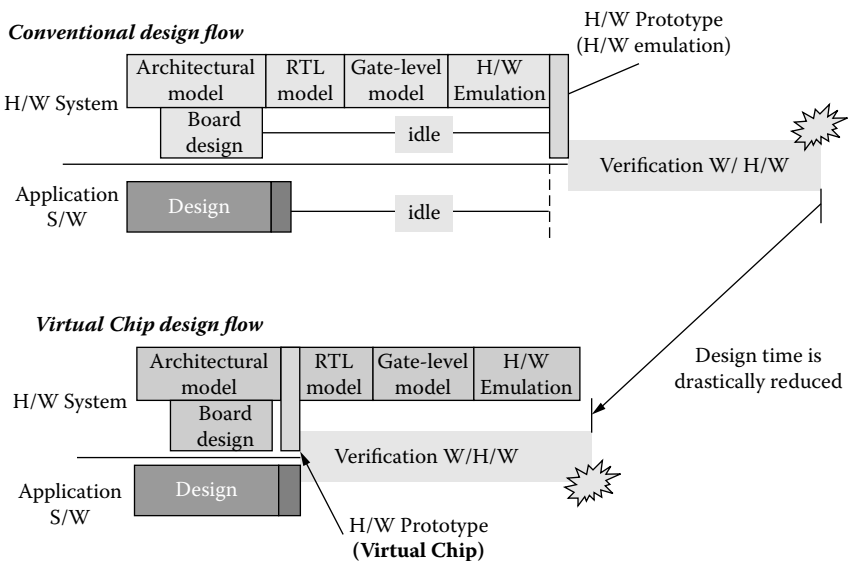 Conventional design flow
H/W Prototype
(H/W emulation)
H/W System
Architectural
model
RTL
model
Gate-level
model
H/W
Emulation
Board
design
idle
Verification W/ H/W
Application
S/W
Design
idle
Virtual Chip design flow
Design time is
drastically reduced
H/W System
Architectural
model
RTL
model
Gate-level
model
H/W
Emulation
Board
design
Verification W/H/W
Application
S/W
Design
H/W Prototype
(Virtual Chip)